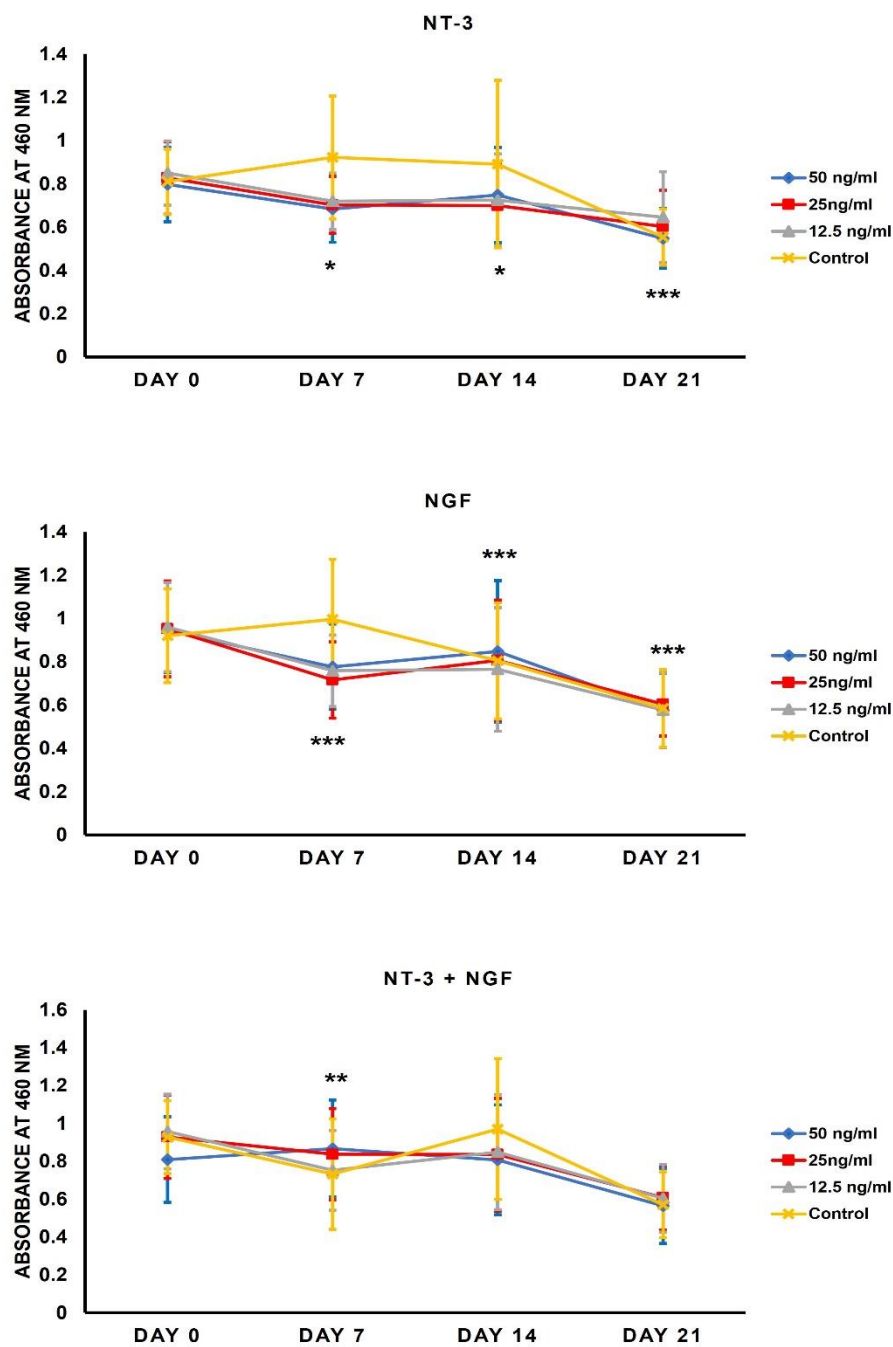 NT-3
ABSORBANCE AT 460 NM
1.4
1.2
1
0.8
0.6
0.4
0.2
0
*
*
***
DAY 0 DAY 7 DAY 14 DAY 21
50 ng/ml
25ng/ml
12.5 ng/ml
Control
NGF
ABSORBANCE AT 460 NM
1.4
1.2
1
0.8
0.6
0.4
0.2
0
***
***
***
DAY 0 DAY 7 DAY 14 DAY 21
50 ng/ml
25ng/ml
12.5 ng/ml
Control
NT-3 + NGF
ABSORBANCE AT 460 NM
1.6
1.4
1.2
1
0.8
0.6
0.4
0.2
0
**
DAY 0 DAY 7 DAY 14 DAY 21
50 ng/ml
25ng/ml
12.5 ng/ml
Control